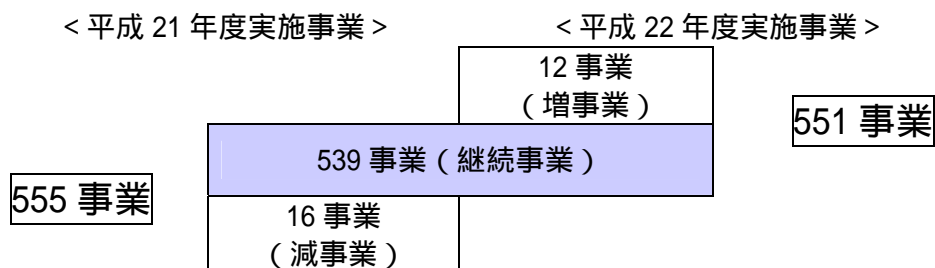 ＜平成 21 年度実施事業＞
＜平成 22 年度実施事業＞
12 事業
（増事業）
551 事業
539 事業（継続事業）
555 事業
16 事業
（減事業）